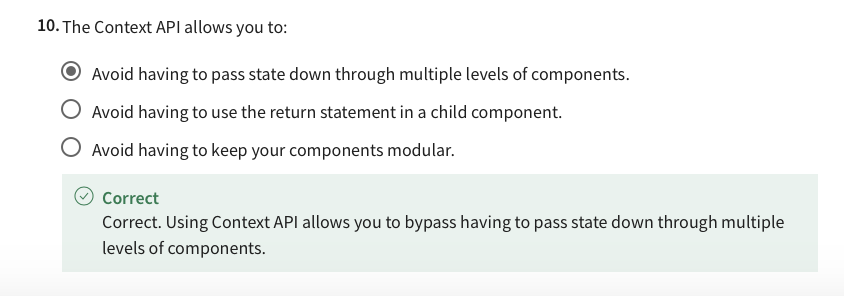 10. The Context API allows you to:
Avoid having to pass state down through multiple levels of components.
Avoid having to use the return statement in a child component.
Avoid having to keep your components modular.
Correct
Correct. Using Context API allows you to bypass having to pass state down through multiple
levels of components.